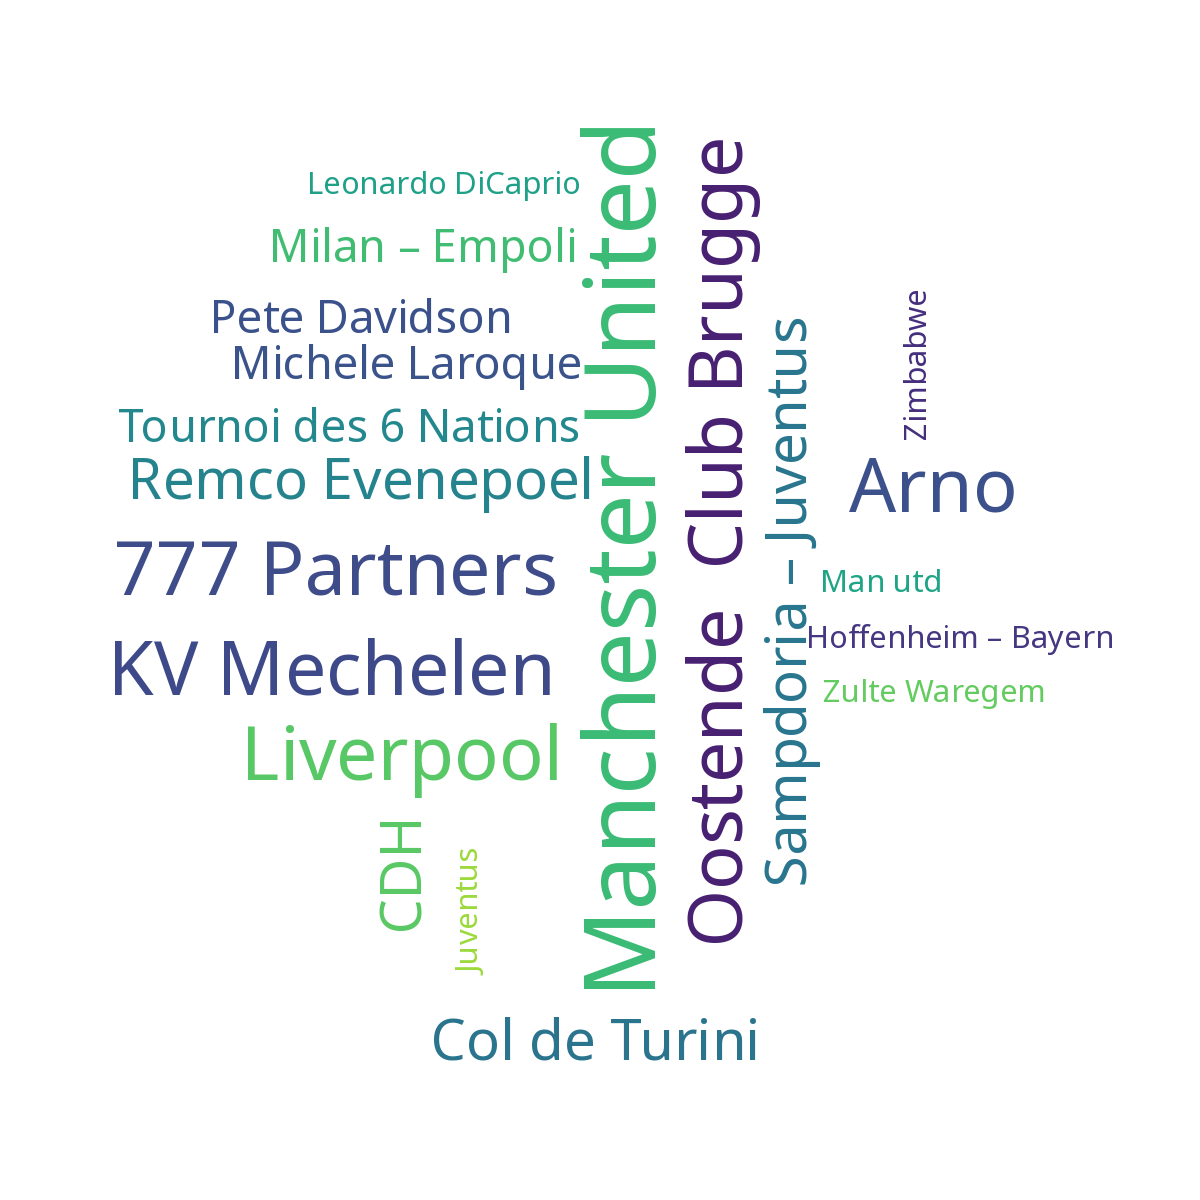 Leonardo DiCaprio
Milan – Empoli
Pete Davidson
Michele Laroque
Tournoi des 6 Nations
Remco Evenepoel
777 Partners
KV Mechelen
Liverpool
CDH
Juventus
Manchester United
Oostende  Club Brugge
Sampdoria – Juventus
Zimbabwe
Arno
Man utd
Hoffenheim – Bayern
Zulte Waregem
Col de Turini